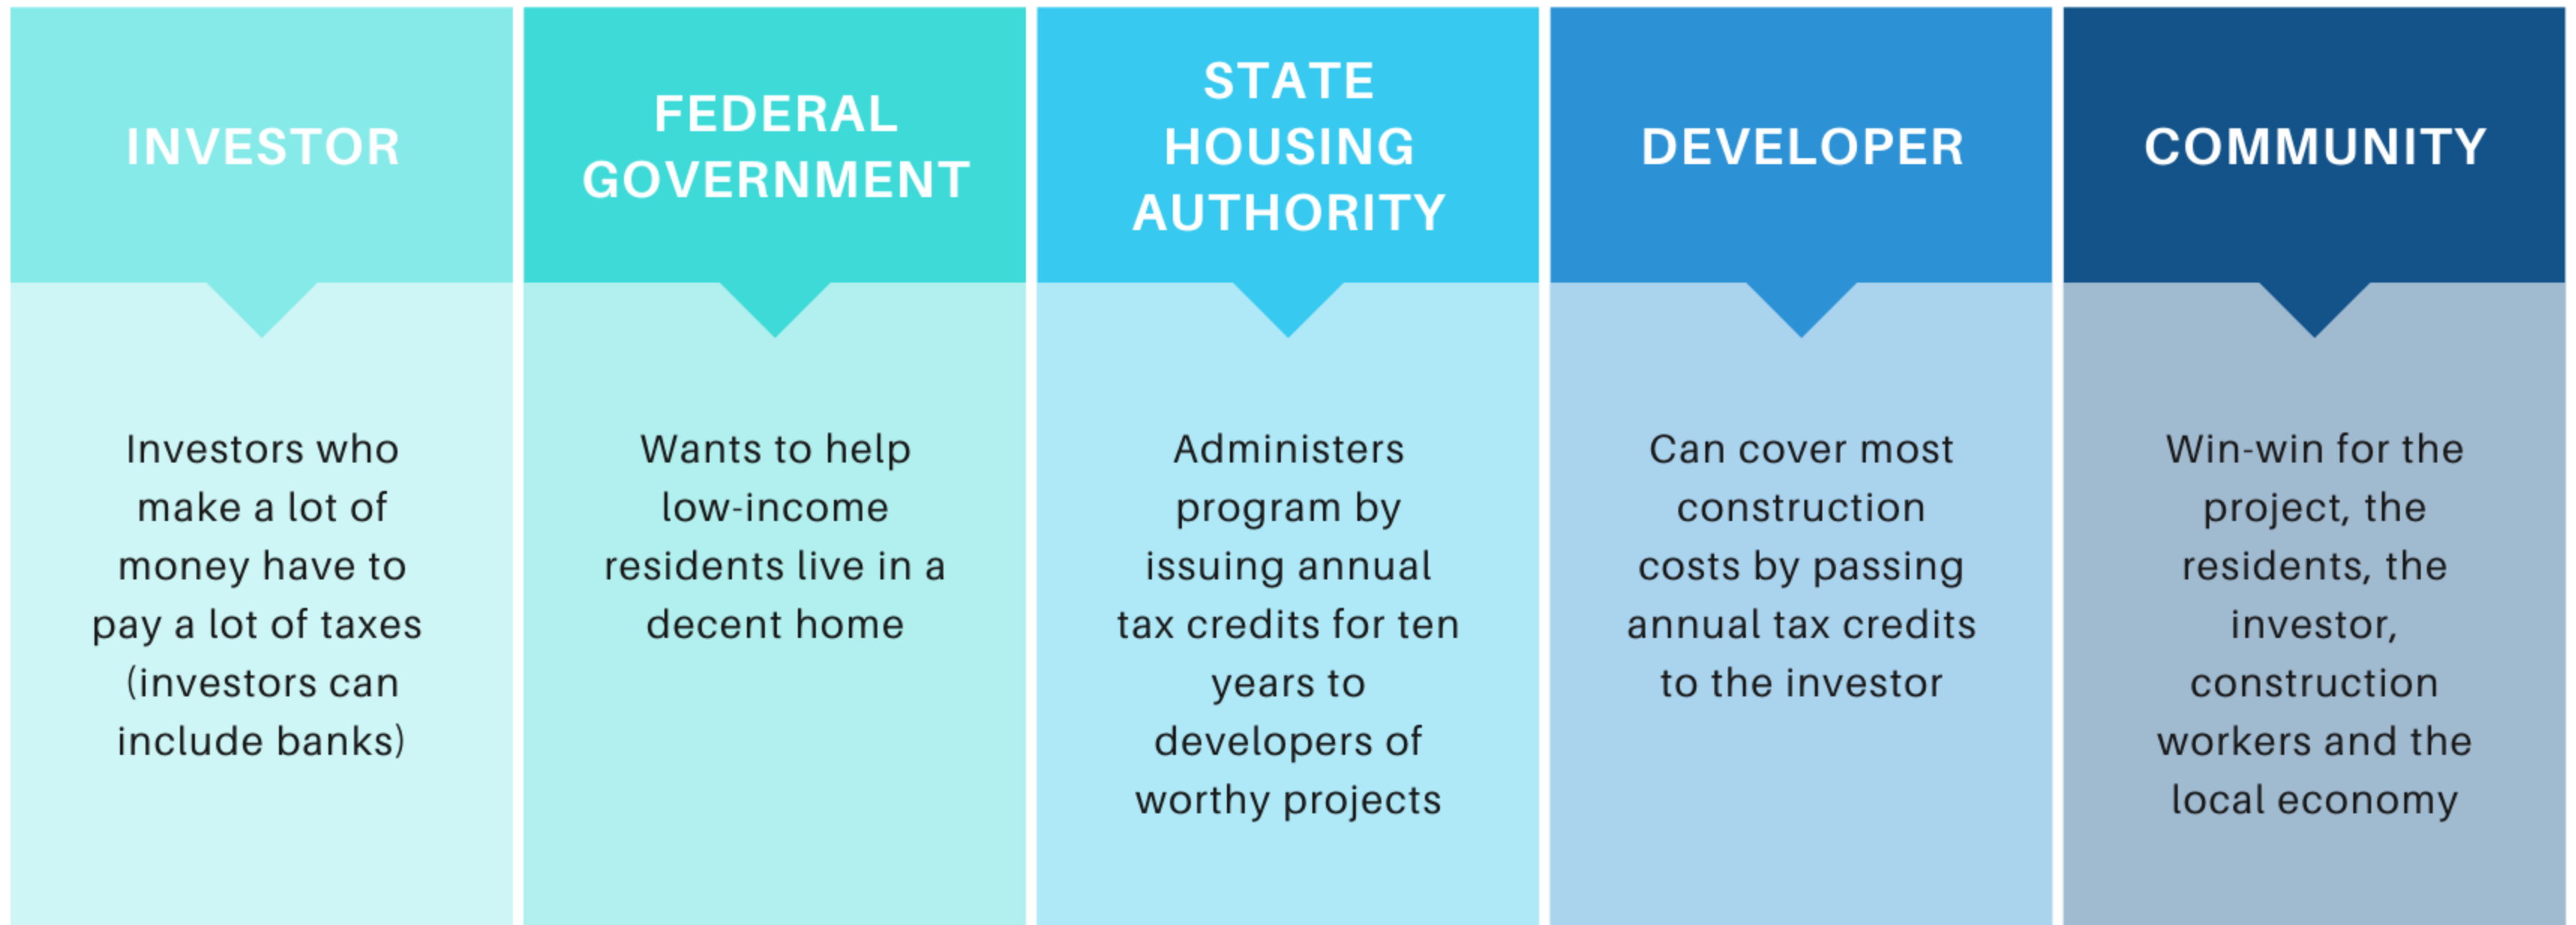 INVESTOR
Investors who
make a lot of
money have to
pay a lot of taxes
(investors can
include banks)
FEDERAL
GOVERNMENT
Wants to help
low-income
residents live in a
decent home
STATE
HOUSING
AUTHORITY
Administers
program by
issuing annual
tax credits for ten
years to
developers of
worthy projects
DEVELOPER
Can cover most
construction
costs by passing
annual tax credits
to the investor
COMMUNITY
Win-win for the
project, the
residents, the
investor,
construction
workers and the
local economy